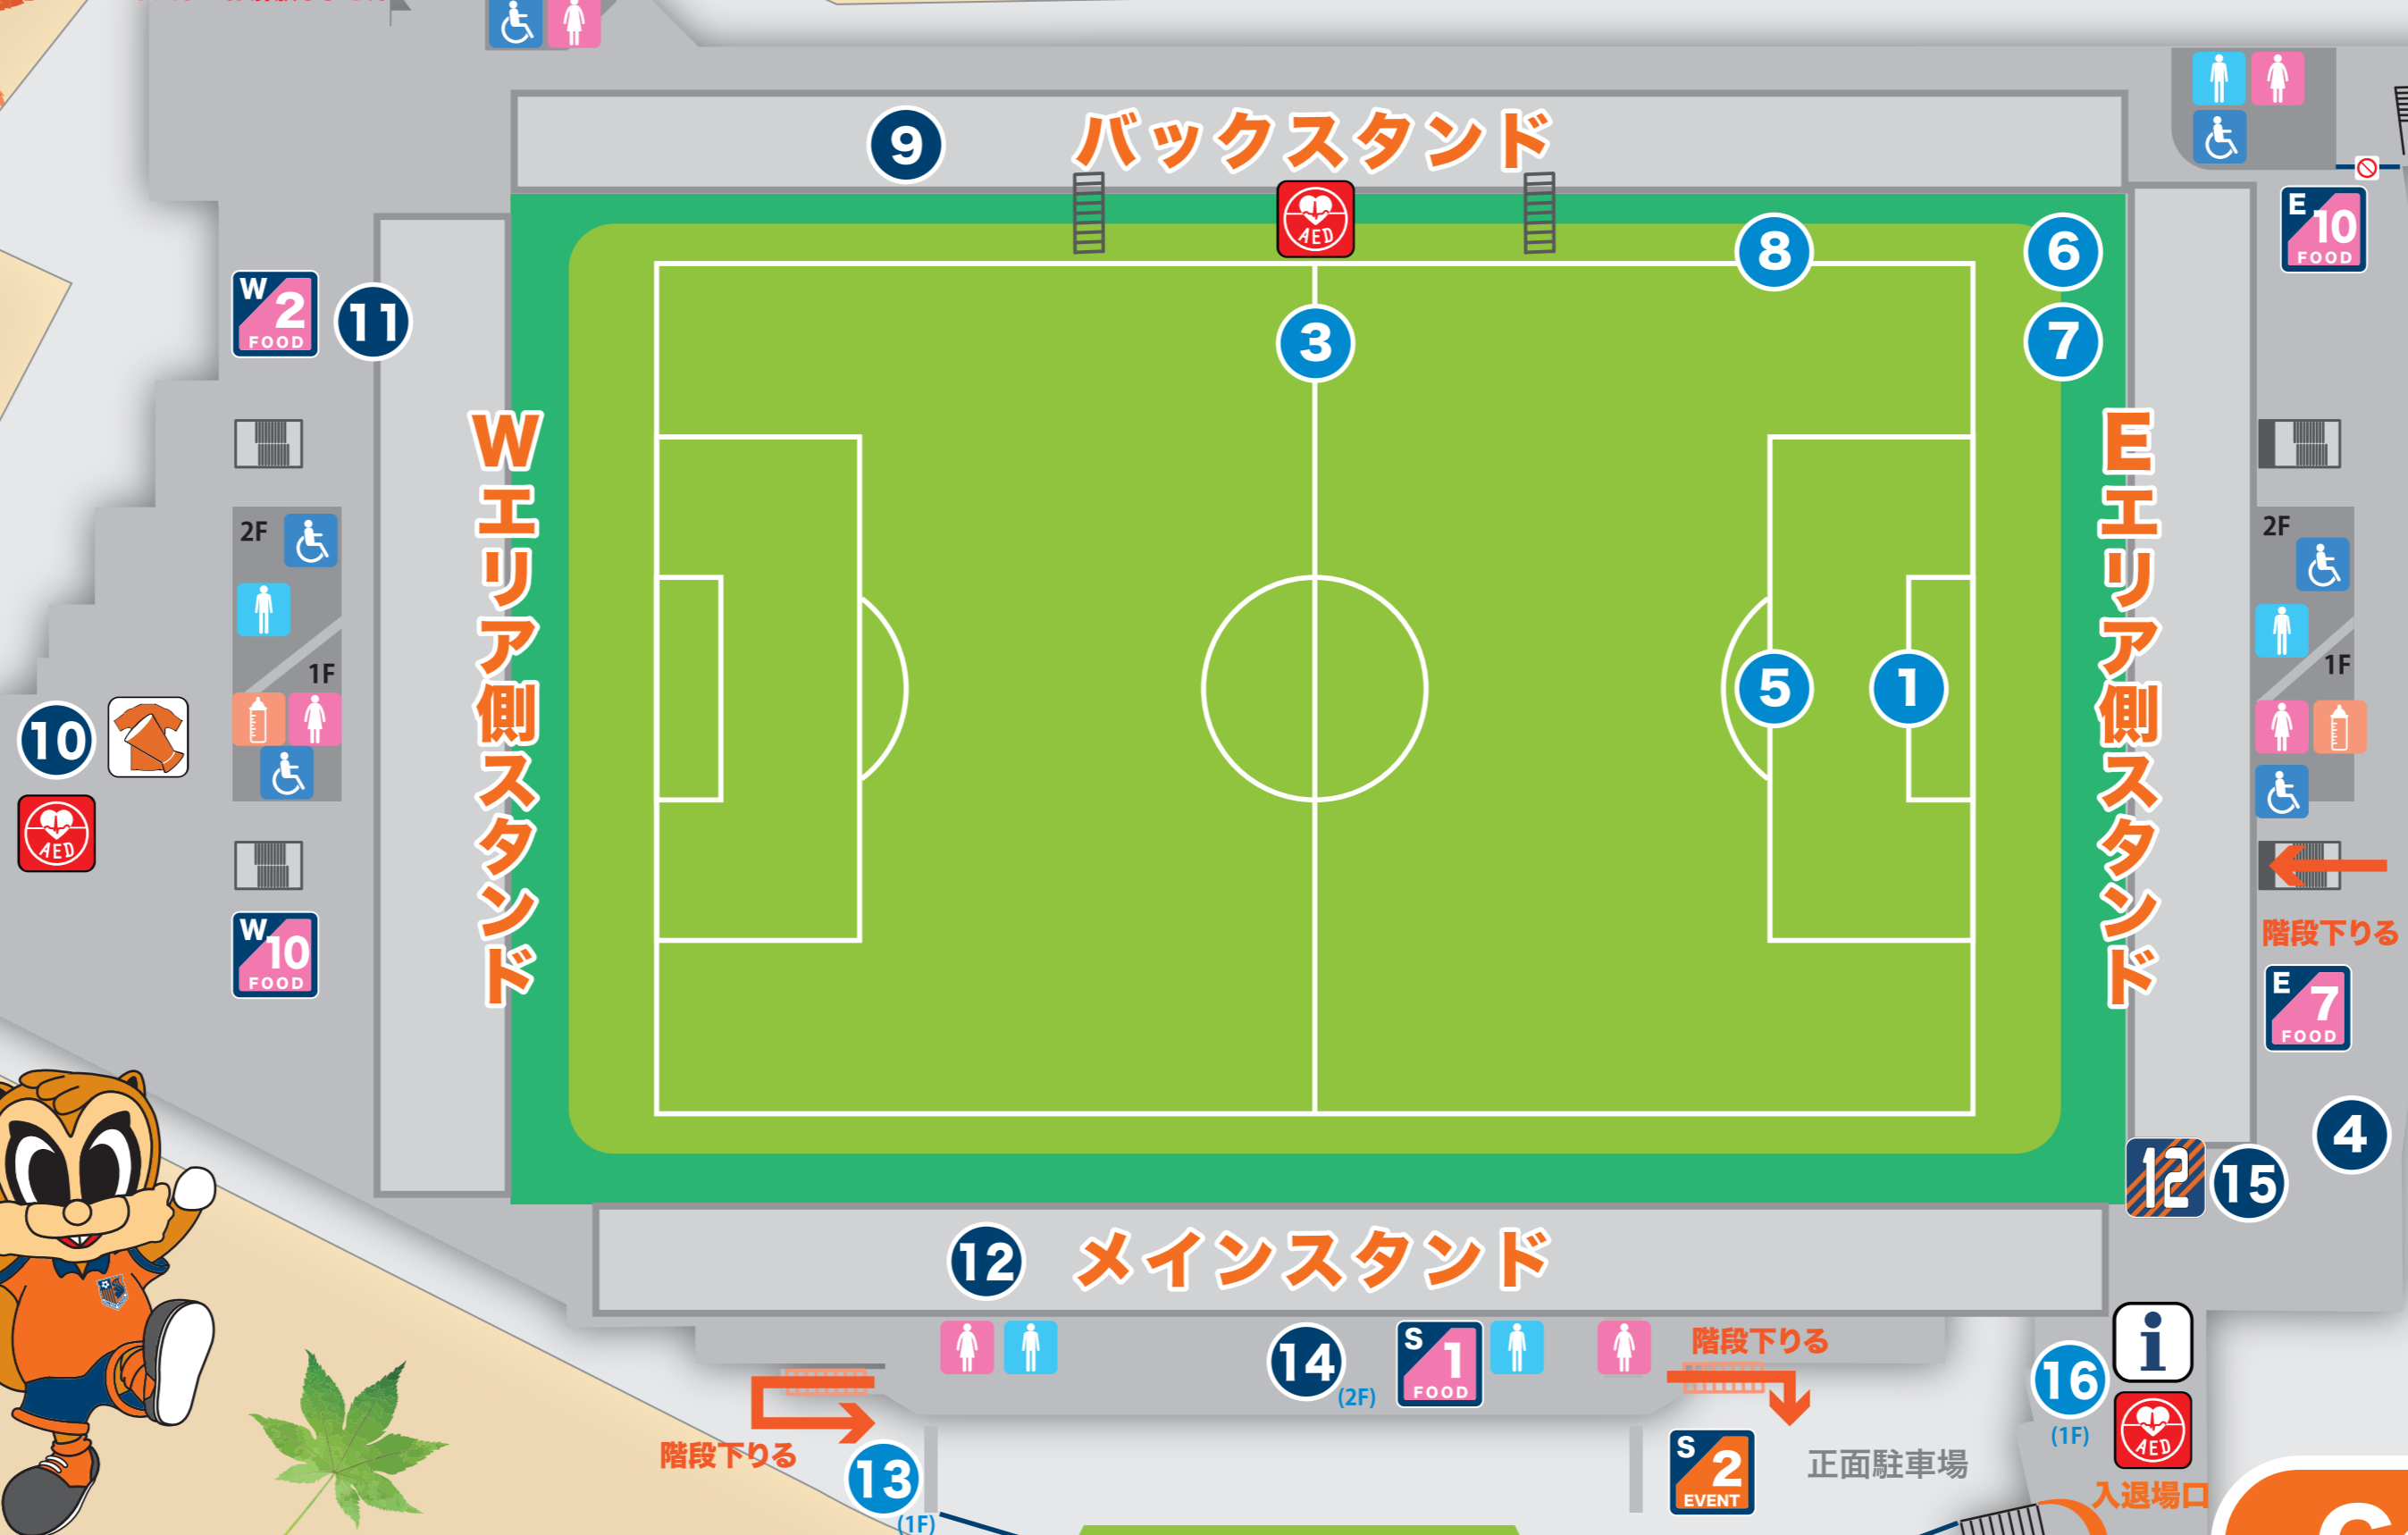 9
バックスタンド
AED
E
10
FOOD
W
2
FOOD
11
8
6
3
7
Wエリア側スタンド
Eエリア側スタンド
2F
1F
2F
1F
5
1
10
AED
W
10
FOOD
階段下りる
E
7
FOOD
4
12
15
12
メインスタンド
14
(2F)
S
1
FOOD
階段下りる
16
(1F)
i
AED
階段下りる
13
(1F)
S
2
EVENT
正面駐車場
入退場口